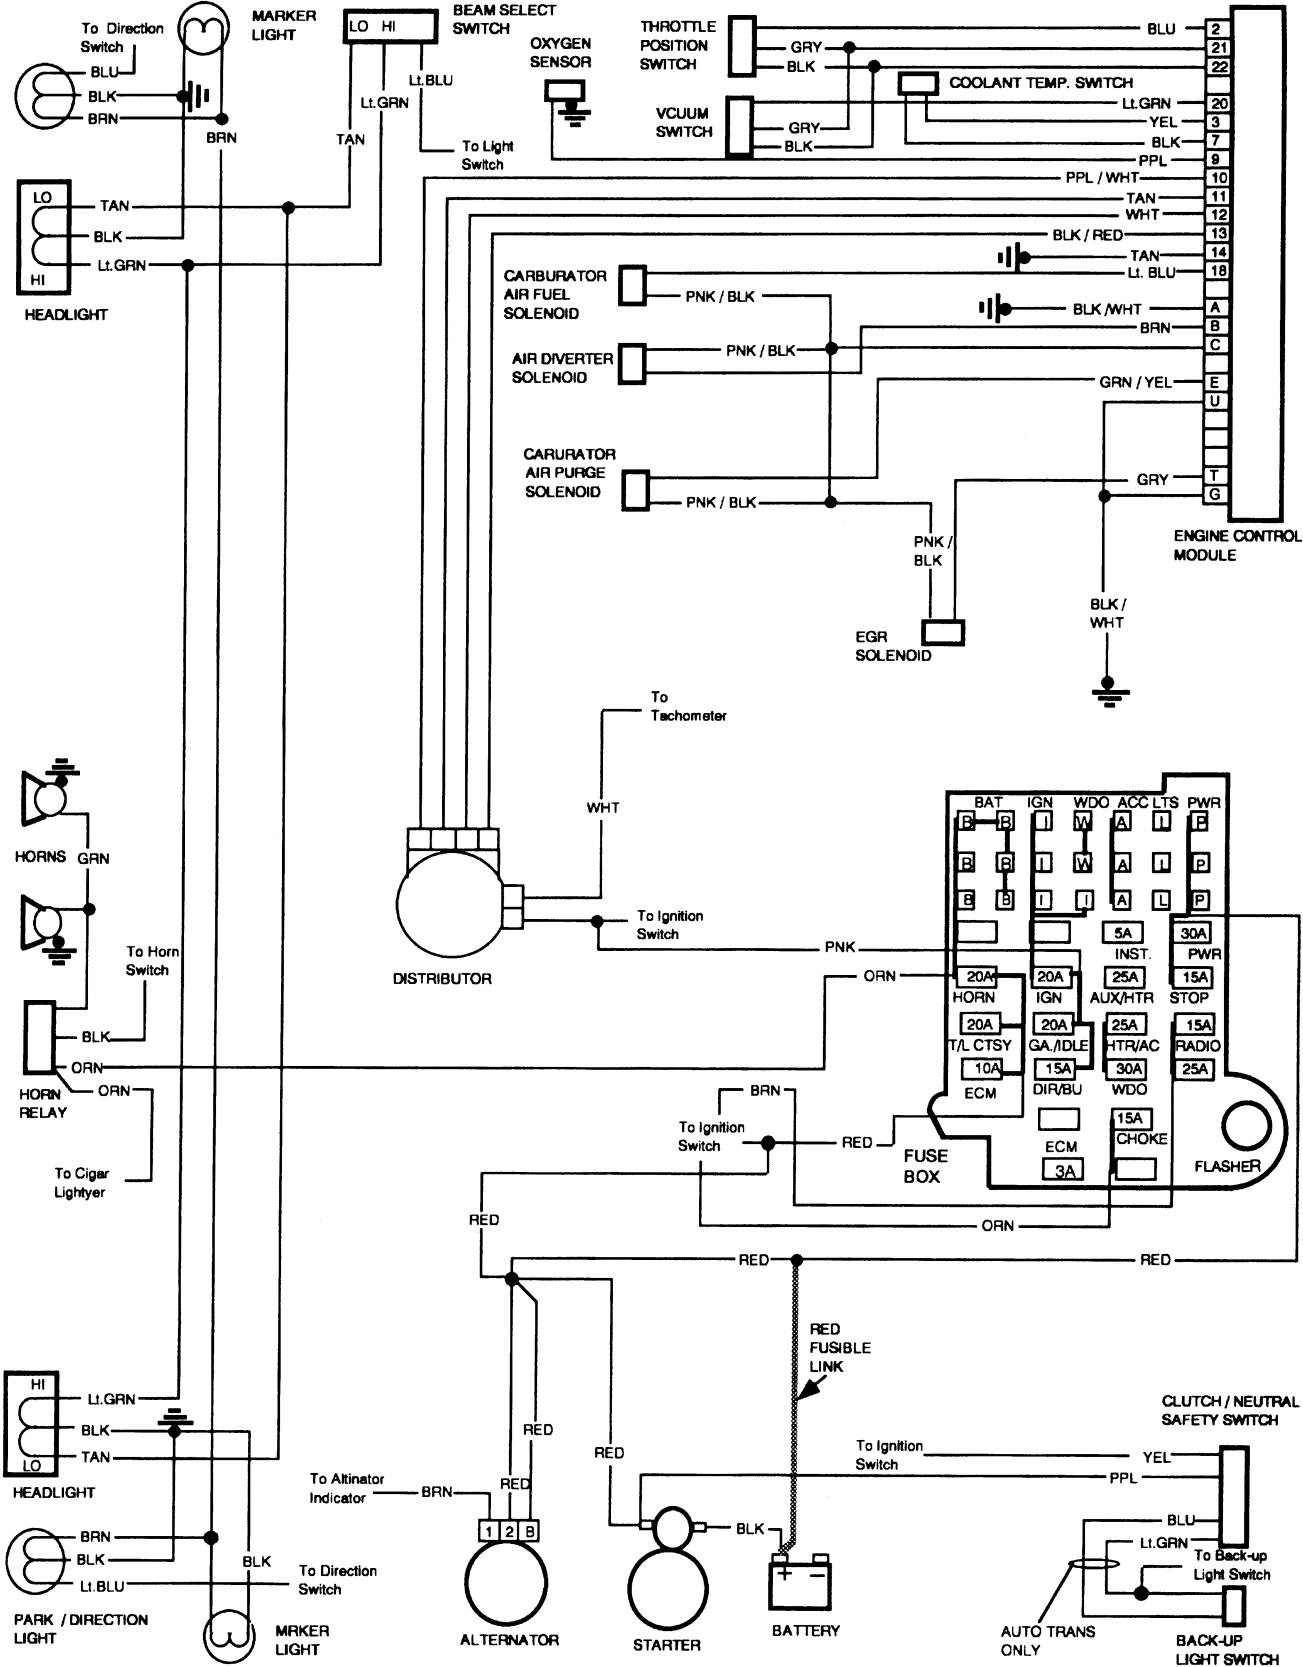 To Direction
Switch
MARKER
LIGHT
LO HI
BEAM SELECT
SWITCH
OXYGEN
SENSOR
THROTTLE
POSITION
SWITCH
BLU
GRY
BLK
BLU
2
21
22
COOLANT TEMP. SWITCH
BLU
BLK
BRN
BRN
TAN
Lt.GRN
Lt.BLU
To Light
Switch
VCUUM
SWITCH
GRY
BLK
Lt.GRN
20
YEL
3
BLK
7
PPL
9
PPL / WHT
10
TAN
11
WHT
12
BLK / RED
13
TAN
14
Lt. BLU
18
LO
TAN
BLK
Lt.GRN
HI
HEADLIGHT
CARBURATOR
AIR FUEL
SOLENOID
PNK / BLK
BLK /WHT
A
BRN
B
C
AIR DIVERTER
SOLENOID
PNK / BLK
GRN / YEL
E
U
CARURATOR
AIR PURGE
SOLENOID
PNK / BLK
GRY
T
G
ENGINE CONTROL
MODULE
PNK /
BLK
BLK /
WHT
EGR
SOLENOID
To
Tachometer
WHT
HORNS
GRN
To Horn
Switch
BLK
ORN
ORN
HORN
RELAY
To Cigar
Lightyer
DISTRIBUTOR
To Ignition
Switch
PNK
ORN
BAT IGN WDO ACC LTS PWR
B B I W A L P
B B I W A L P
B B I I A L P
5A
30A
INST.
PWR
20A
20A
25A
15A
HORN
IGN
AUX/HTR
STOP
20A
20A
25A
15A
T/L CTSY
GA./IDLE
HTR/AC
RADIO
10A
15A
30A
25A
ECM
DIR/BU
WDO
15A
CHOKE
ECM
3A
FLASHER
FUSE
BOX
BRN
To Ignition
Switch
RED
ORN
RED
RED
RED
RED
FUSIBLE
LINK
HI
Lt.GRN
BLK
TAN
LO
HEADLIGHT
BRN
BLK
Lt.BLU
BLK
To Direction
Switch
PARK / DIRECTION
LIGHT
MRKER
LIGHT
To Altinator
Indicator
BRN
RED
RED
RED
1 2 B
ALTERNATOR
STARTER
BLK
+ −
BATTERY
CLUTCH / NEUTRAL
SAFETY SWITCH
To Ignition
Switch
YEL
PPL
BLU
Lt.GRN
To Back-up
Light Switch
AUTO TRANS
ONLY
BACK-UP
LIGHT SWITCH